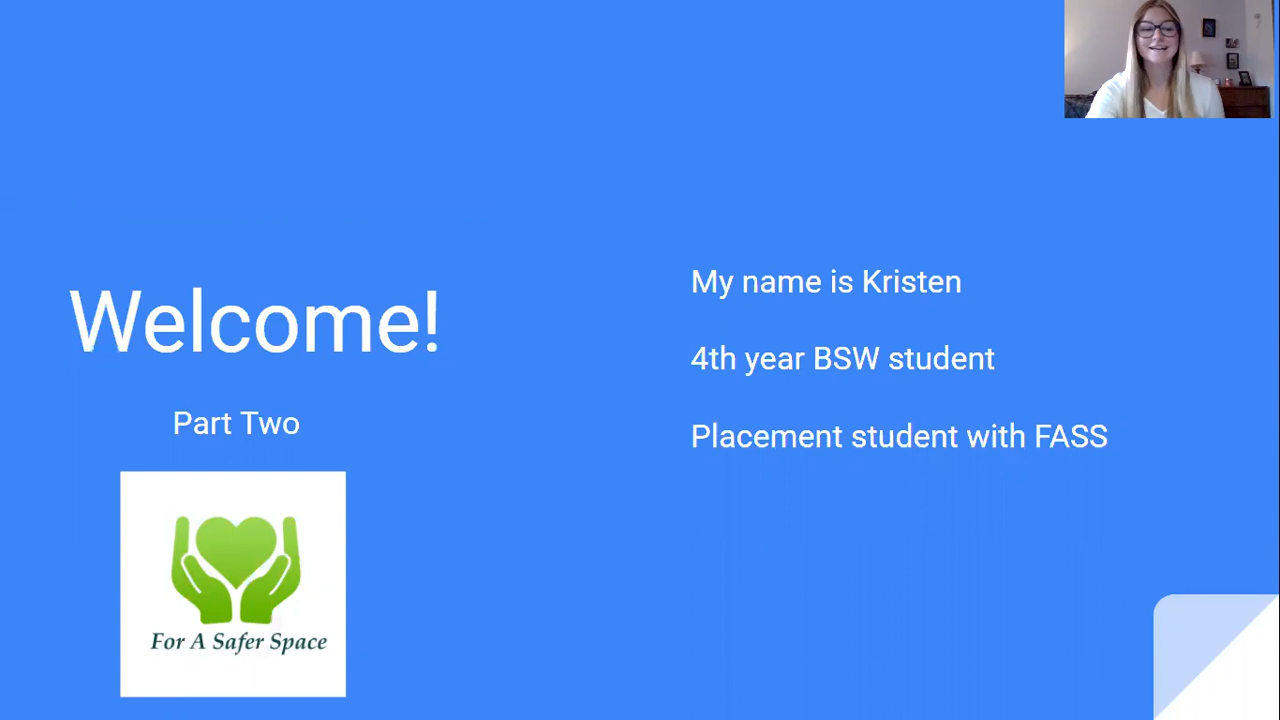 Welcome!
Part Two
For A Safer Space
My name is Kristen
4th year BSW student
Placement student with FASS